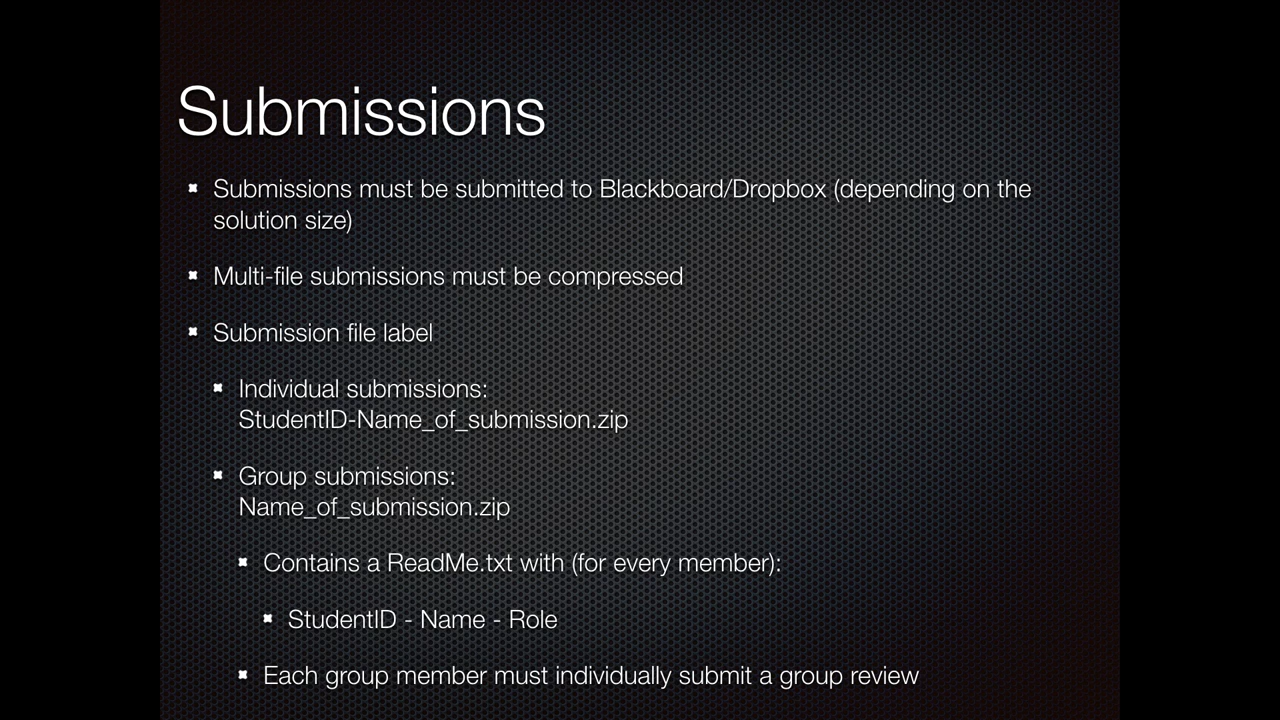 Submissions
Submissions must be submitted to Blackboard/Dropbox (depending on the
solution size)
Multi-file submissions must be compressed
Submission file label
Individual submissions:
StudentID-Name_of_submission.zip
Group submissions:
Name_of_submission.zip
Contains a ReadMe.txt with (for every member):
StudentID - Name - Role
Each group member must individually submit a group review